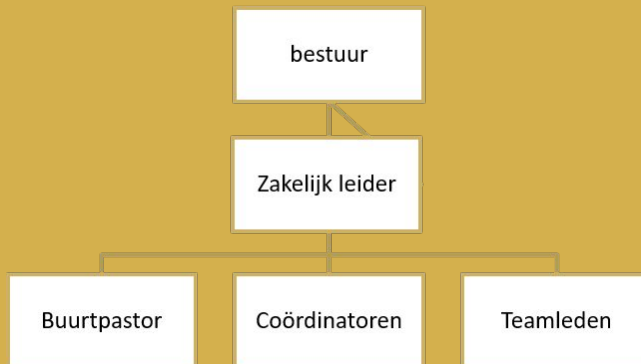 bestuur
Zakelijk leider
Buurtpastor
Coördinatoren
Teamleden